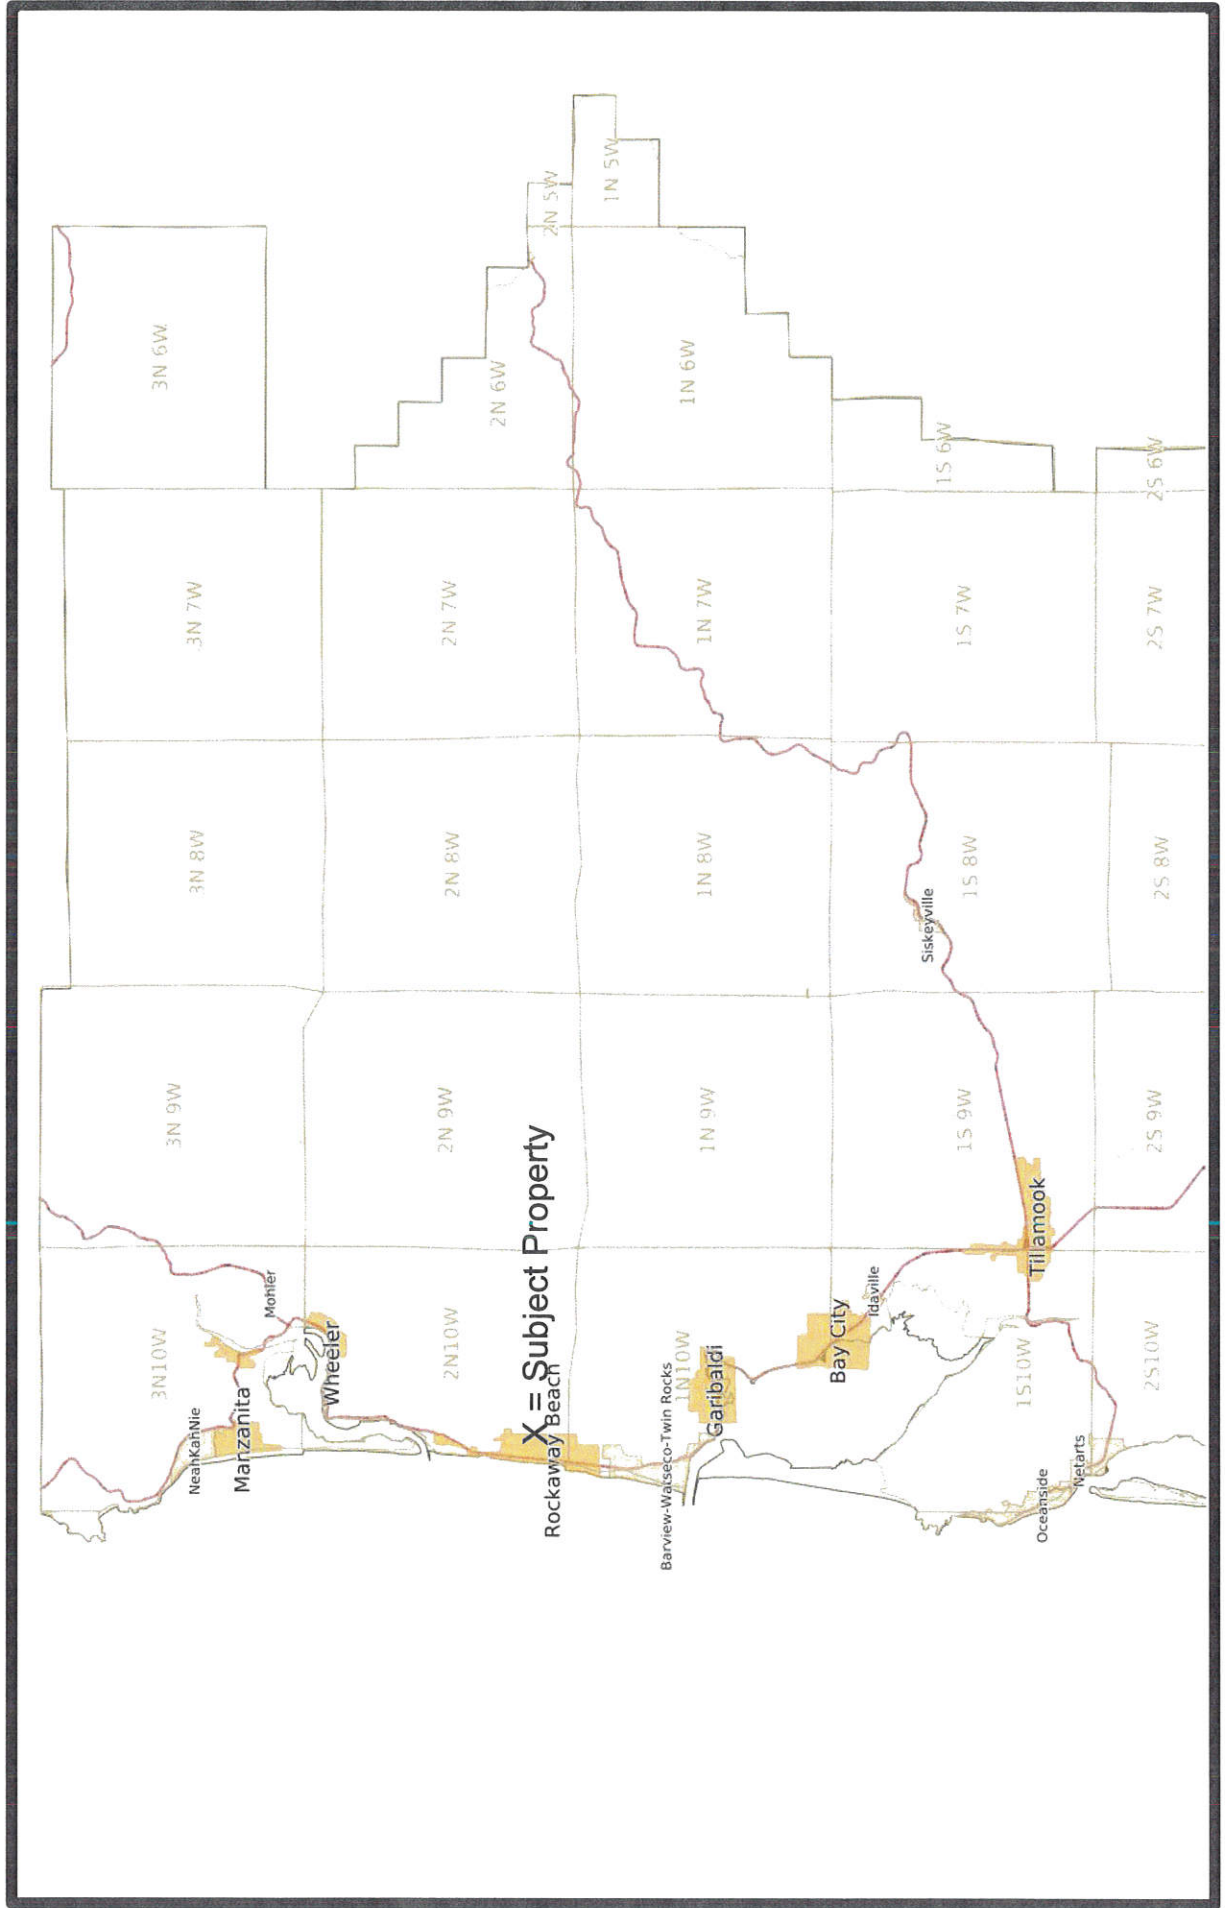 3N10W
NeahKahNie
3N 9W
3N 6W
3N 7W
3N 8W
Manzanita
Mohler
Wheeler
2N10W
2N 9W
2N 8W
2N 7W
2N 6W
X = Subject Property
Rockaway Beach
2N 5W
1N 5W
Barview-Watseco-Twin Rocks
1N10W
1N 6W
Garibaldi
1N 9W
1N 8W
1N 7W
Bay City
Idaville
Siskeyville
1S 6W
1S 9W
1S 8W
1S 7W
1S10W
Oceanside
Tillamook
Netarts
2S10W
2S 9W
2S 8W
2S 7W
2S 6W